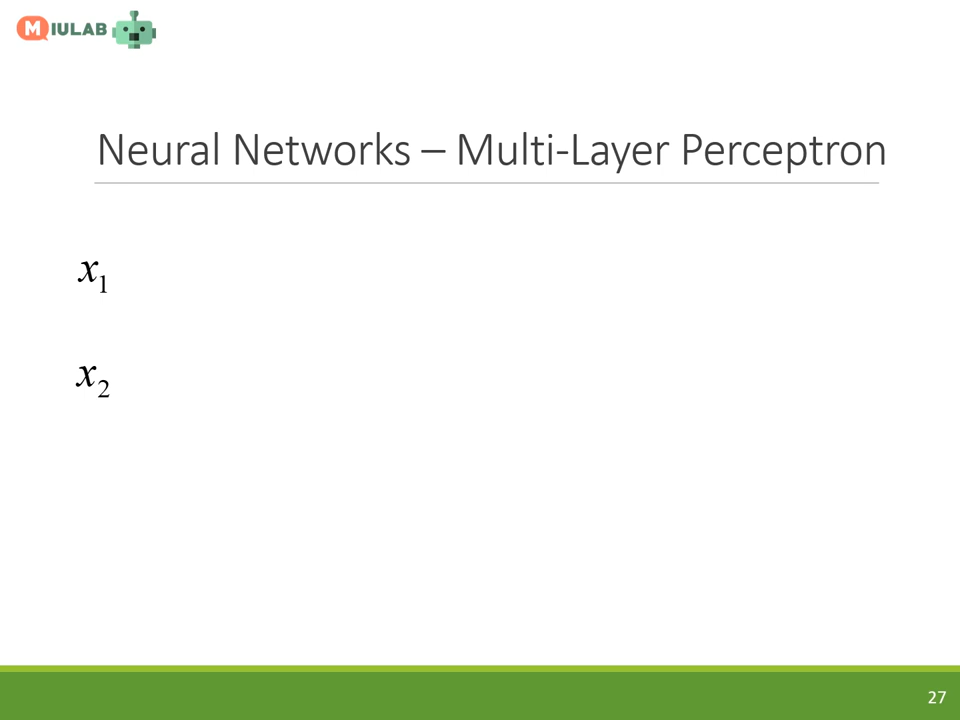 MIULAB
Neural Networks – Multi-Layer Perceptron
x₁
x₂
27